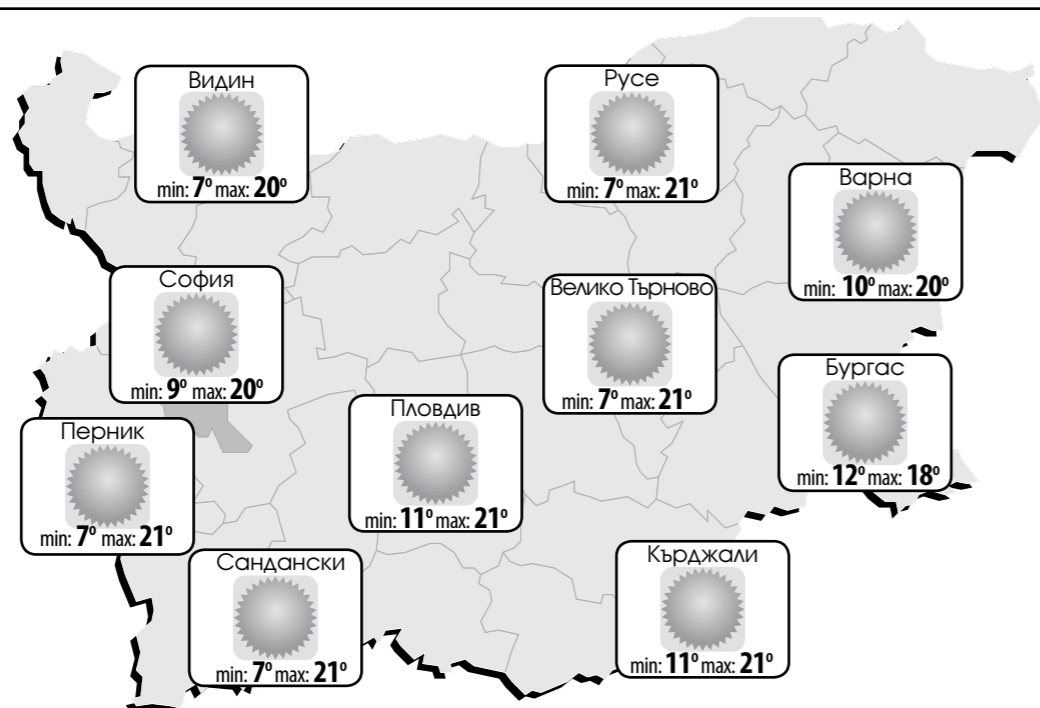 Видин
min: 7º max: 20º
Русе
min: 7º max: 21º
Варна
min: 10º max: 20º
София
min: 9º max: 20º
Велико Търново
min: 7º max: 21º
Бургас
min: 12º max: 18º
Пловдив
min: 11º max: 21º
Перник
min: 7º max: 21º
Сандански
min: 7º max: 21º
Кърджали
min: 11º max: 21º